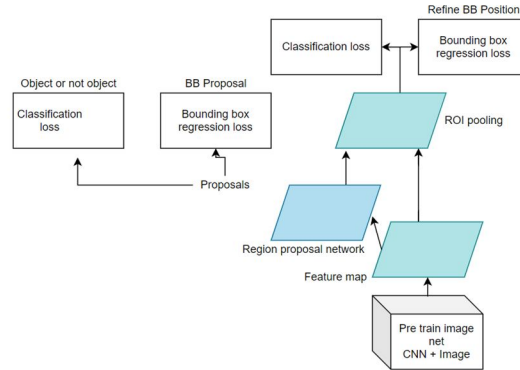 Refine BB Position
Classification loss
Bounding box
regression loss
Object or not object
BB Proposal
Classification
loss
Bounding box
regression loss
ROI pooling
Proposals
Region proposal network
Feature map
Pre train image
net
CNN + Image